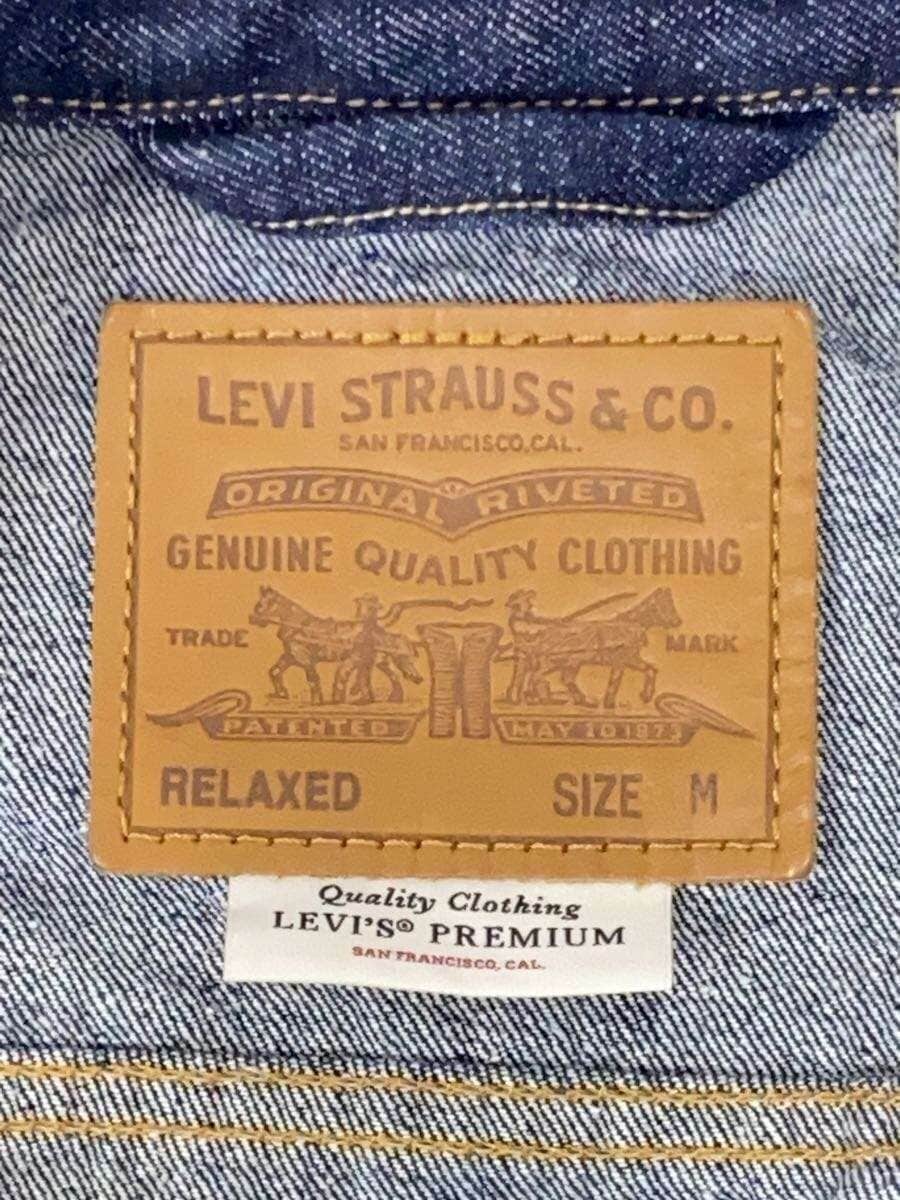 LEVI STRAUSS & CO.
SAN FRANCISCO, CAL.
ORIGINAL RIVETED
GENUINE QUALITY CLOTHING
TRADE MARK
PATENTED MAY 20 1873
RELAXED SIZE M
Quality Clothing
LEVI'S® PREMIUM
SAN FRANCISCO, CAL.